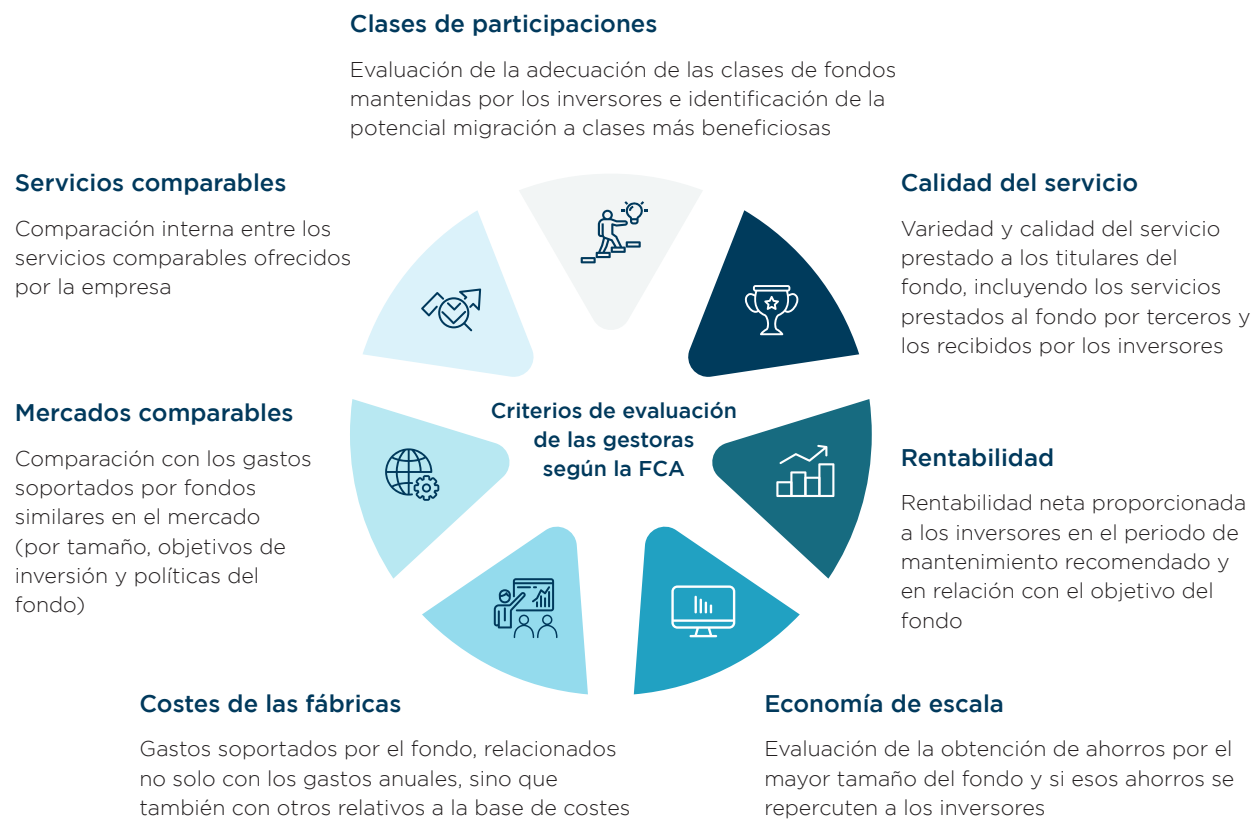 Clases de participaciones
Evaluación de la adecuación de las clases de fondos
mantenidas por los inversores e identificación de la
potencial migración a clases más beneficiosas
Servicios comparables
Comparación interna entre los
servicios comparables ofrecidos
por la empresa
Calidad del servicio
Variedad y calidad del servicio
prestado a los titulares del
fondo, incluyendo los servicios
prestados al fondo por terceros y
los recibidos por los inversores
Criterios de evaluación
de las gestoras
según la FCA
Mercados comparables
Comparación con los gastos
soportados por fondos
similares en el mercado
(por tamaño, objetivos de
inversión y políticas del
fondo)
Rentabilidad
Rentabilidad neta proporcionada
a los inversores en el periodo de
mantenimiento recomendado y
en relación con el objetivo del
fondo
Costes de las fábricas
Gastos soportados por el fondo, relacionados
no solo con los gastos anuales, sino que
también con otros relativos a la base de costes
Economía de escala
Evaluación de la obtención de ahorros por el
mayor tamaño del fondo y si esos ahorros se
repercuten a los inversores